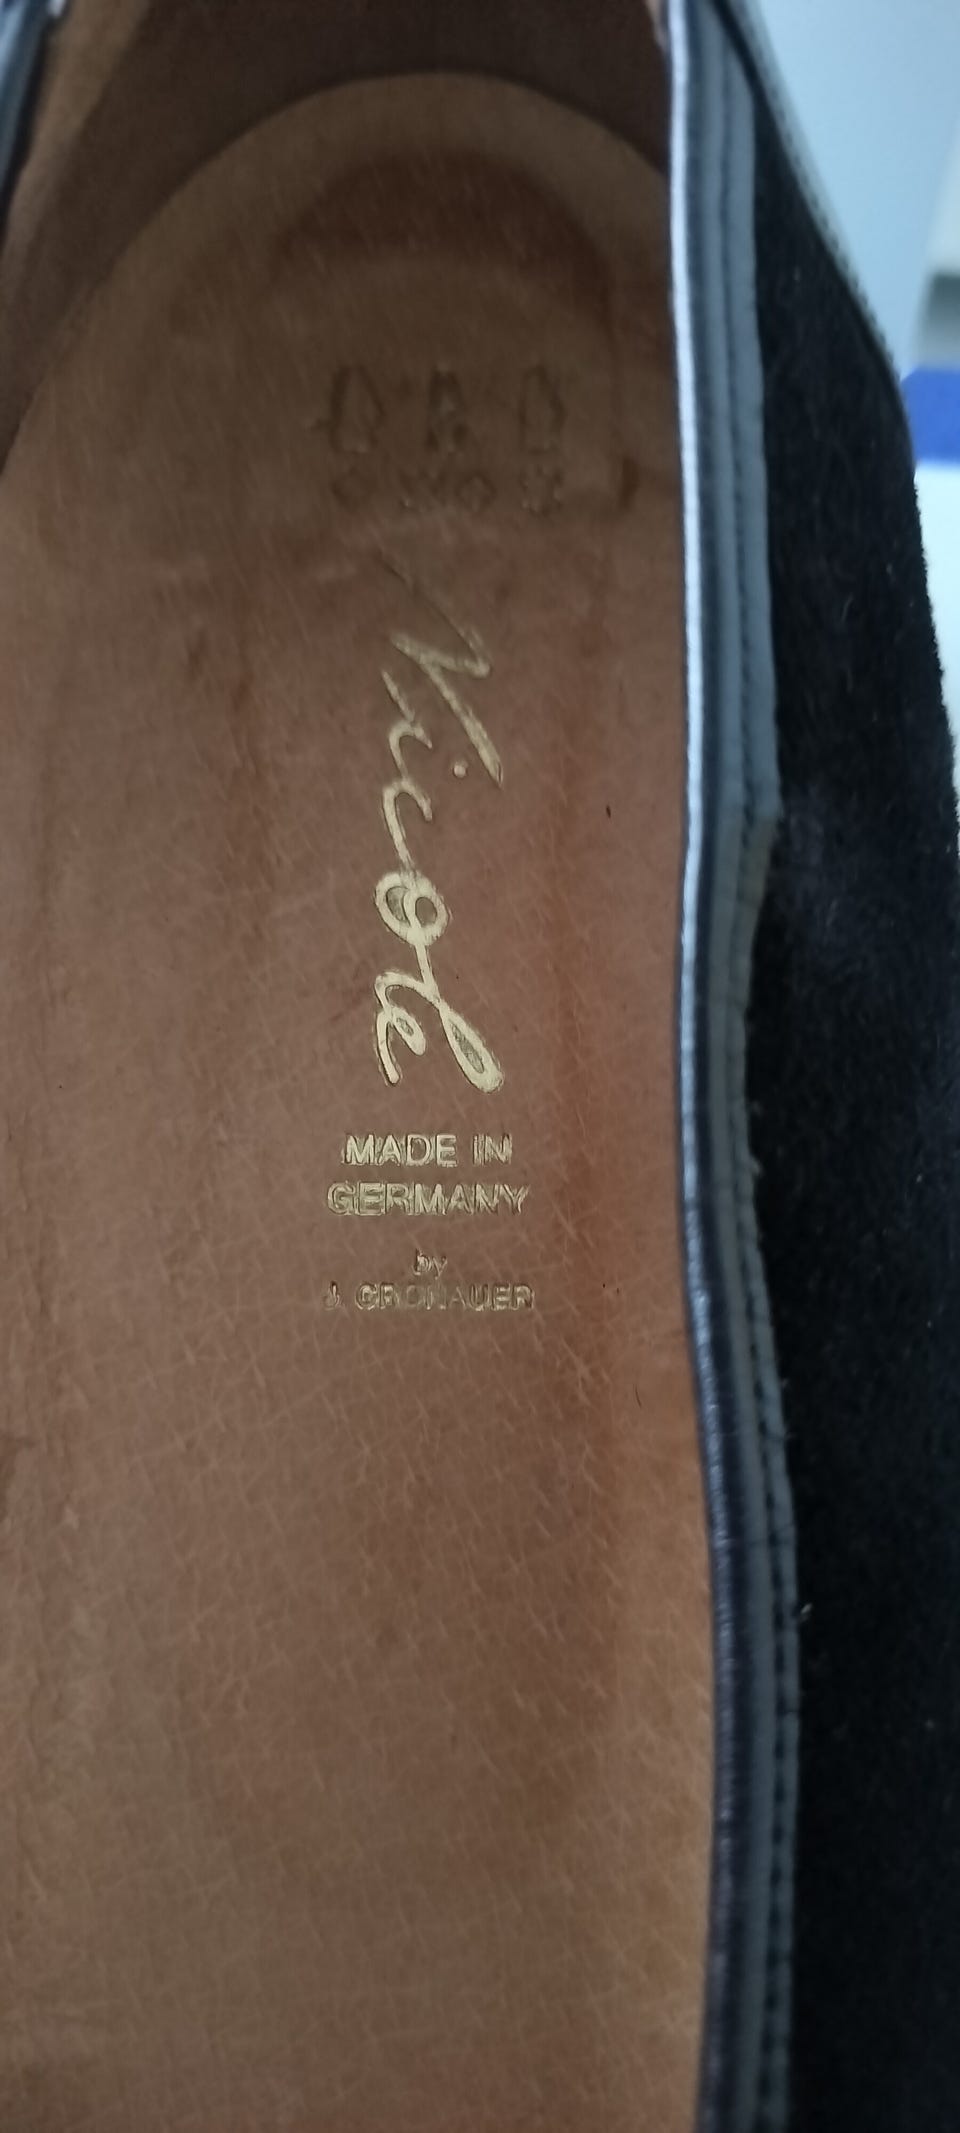 Nicole
MADE IN
GERMANY
by
J. GRONAUER